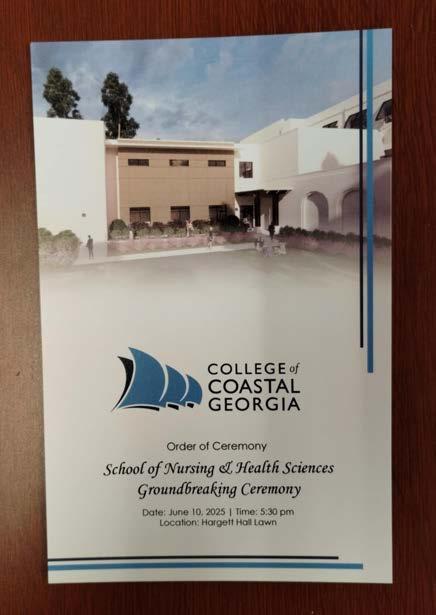 COLLEGE of
COASTAL
GEORGIA
Order of Ceremony
School of Nursing & Health Sciences
Groundbreaking Ceremony
Date: June 10, 2025 | Time: 5:30 pm
Location: Hargett Hall Lawn